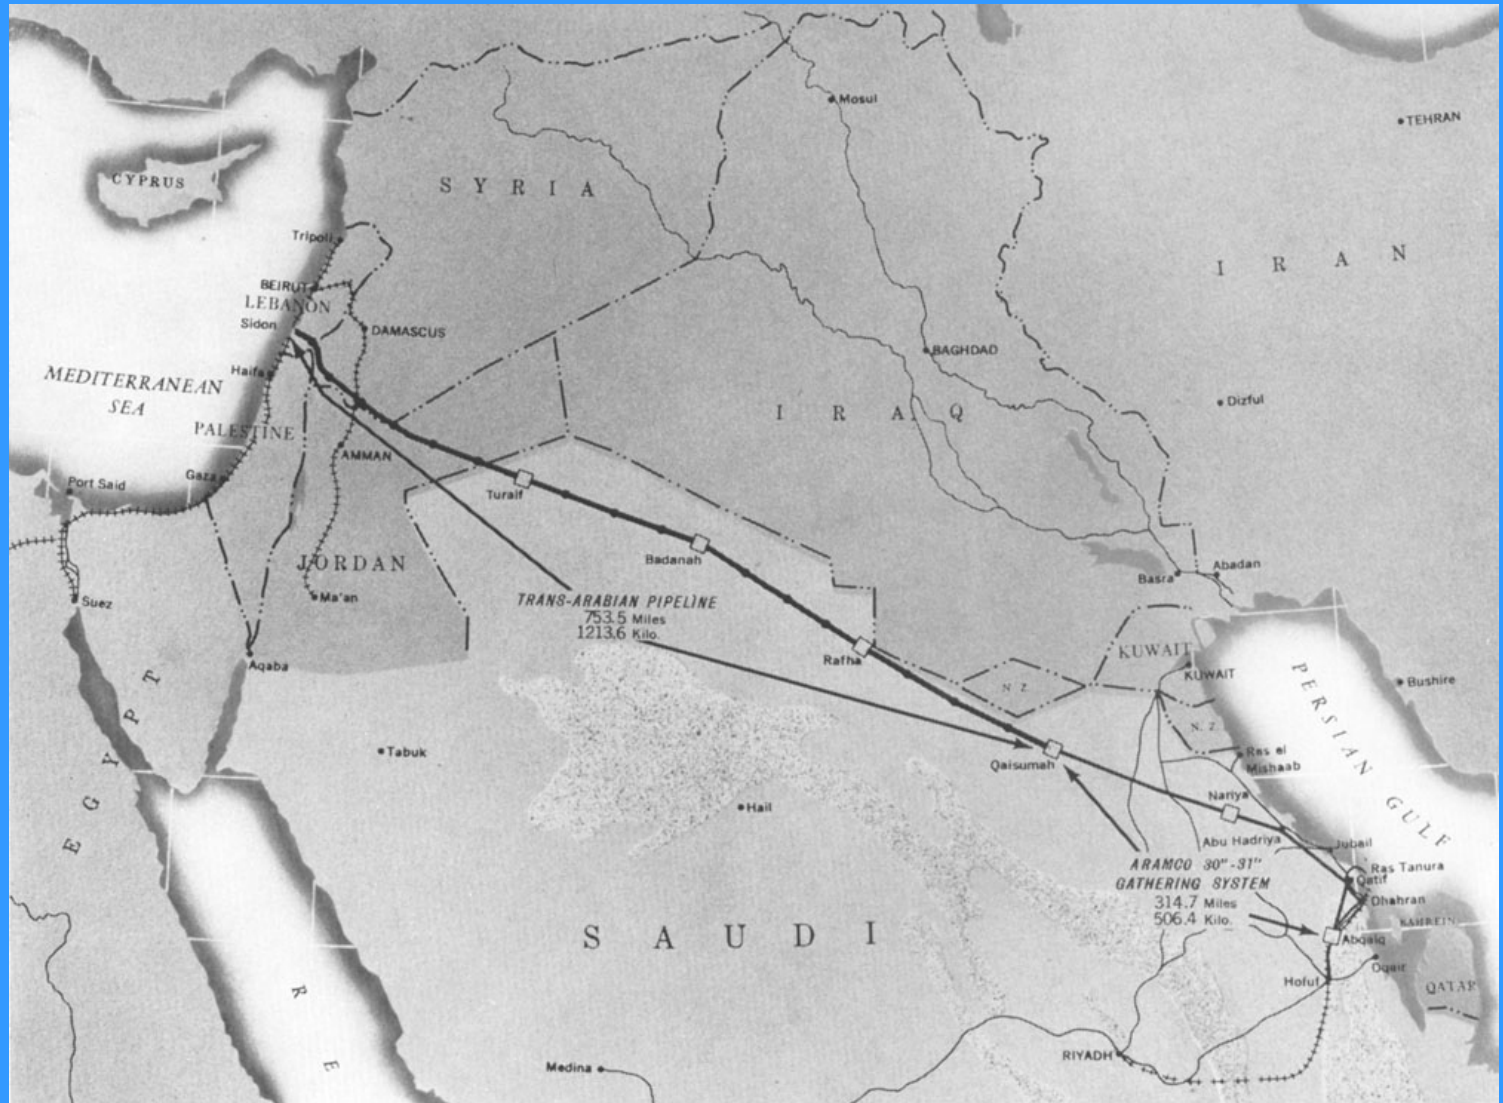 Mosul
TEHRAN
CYPRUS
SYRIA
Tripoli
IRAN
BEIRUT
LEBANON
Sidon
DAMASCUS
BAGHDAD
Haifa
MEDITERRANEAN
SEA
Dizful
IRAQ
PALESTINE
AMMAN
Gaza
Port Said
Turaif
Badanah
JORDAN
Abadan
Basra
Ma'an
Suez
TRANS-ARABIAN PIPELINE
753.5 Miles
1213.6 Kilo.
Aqaba
Rafha
KUWAIT
KUWAIT
N. Z.
Bushire
PERSIAN GULF
N. Z.
EGYPT
Tabuk
Qaisumah
Ras el
Mishaab
Nariya
Hail
Abu Hadriya
Jubail
ARAMCO 30"-31"
GATHERING SYSTEM
314.7 Miles
506.4 Kilo.
Ras Tanura
Qatif
Dhahran
BAHREIN
SAUDI
Abqaiq
Oqair
Hofuf
QATAR
RE
RIYADH
Medina